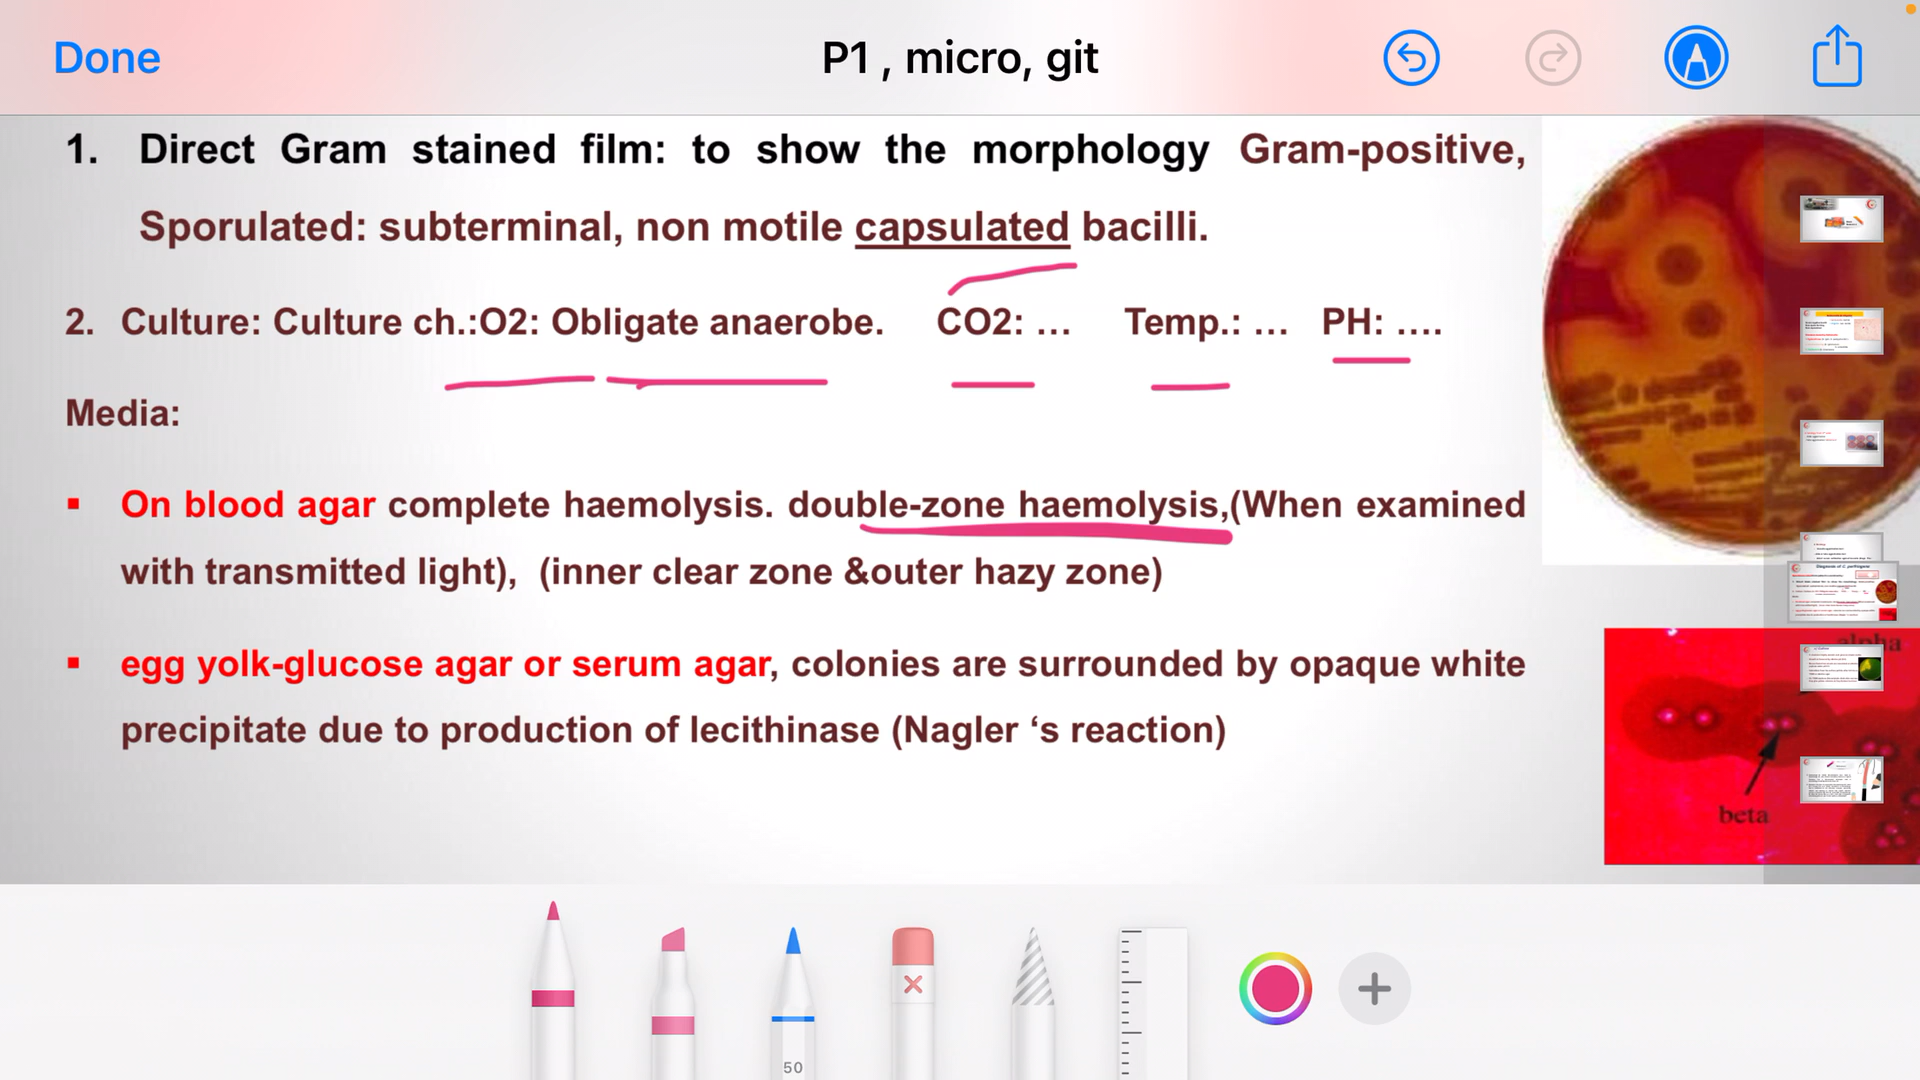 Done
P1 , micro, git
1. Direct Gram stained film: to show the morphology Gram-positive,
Sporulated: subterminal, non motile capsulated bacilli.
2. Culture: Culture ch.:O2: Obligate anaerobe. CO2: ... Temp.: ... PH: ....
Media:
▪ On blood agar complete haemolysis. double-zone haemolysis,(When examined
with transmitted light), (inner clear zone &outer hazy zone)
▪ egg yolk-glucose agar or serum agar, colonies are surrounded by opaque white
precipitate due to production of lecithinase (Nagler ‘s reaction)
alpha
beta
50